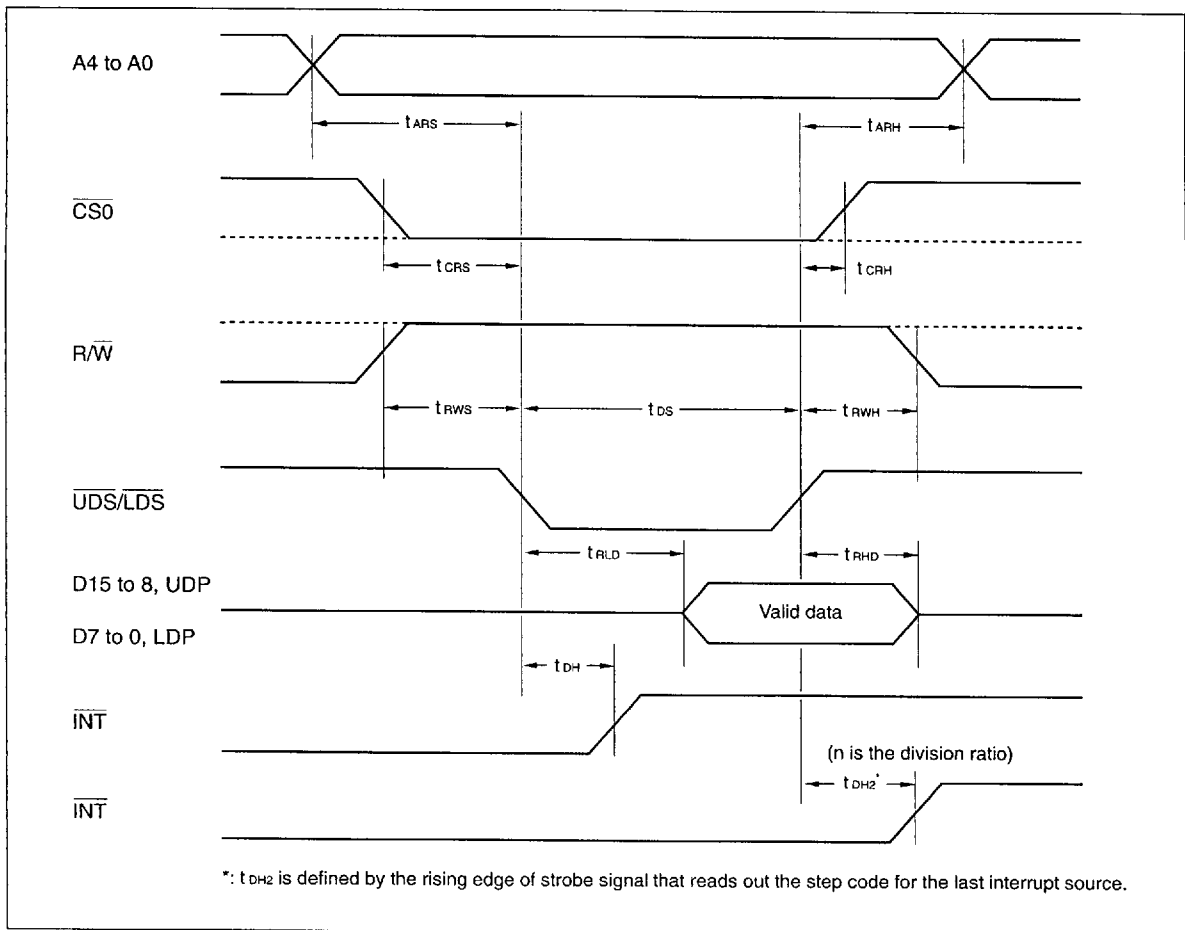 A4 to A0
tARS
tARH
CS0
tCRS
tCRH
R/W
tRWS
tDS
tRWH
UDS/LDS
tRLD
tRHD
D15 to 8, UDP
Valid data
D7 to 0, LDP
tDH
INT
(n is the division ratio)
tDH2*
INT
*: tDH2 is defined by the rising edge of strobe signal that reads out the step code for the last interrupt source.